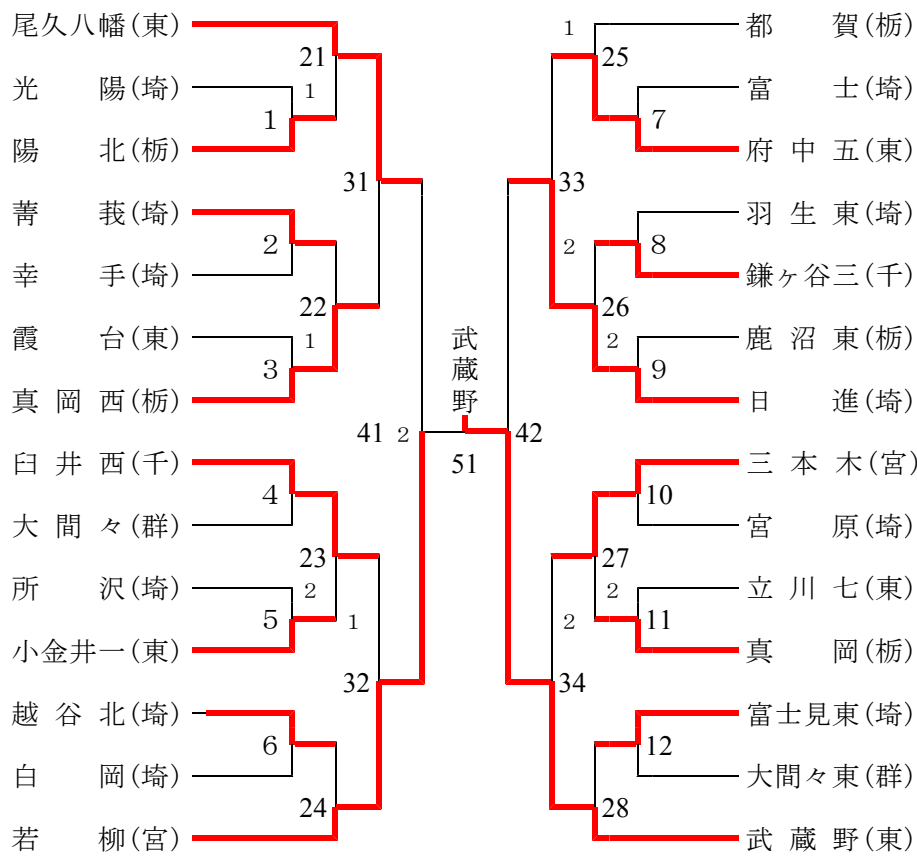 尾久八幡(東)
光陽(埼)
陽北(栃)
菁莪(埼)
幸手(埼)
霞台(東)
真岡西(栃)
臼井西(千)
大間々(群)
所沢(埼)
小金井一(東)
越谷北(埼)
白岡(埼)
若柳(宮)
21
1
1
31
2
22
1
3
41 2
4
23
2
5
1
32
6
24
武蔵野
51
1
25
7
33
2
8
26
2
9
42
10
27
2
2
11
34
12
28
都賀(栃)
富士(埼)
府中五(東)
羽生東(埼)
鎌ヶ谷三(千)
鹿沼東(栃)
日進(埼)
三本木(宮)
宮原(埼)
立川七(東)
真岡(栃)
富士見東(埼)
大間々東(群)
武蔵野(東)